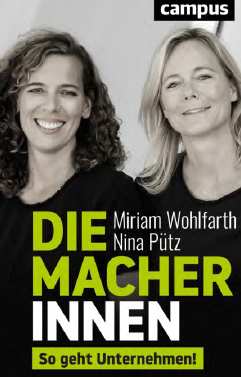 campus
DIE Miriam Wohlfarth
Nina Pütz
MACHER
INNEN
So geht Unternehmen!